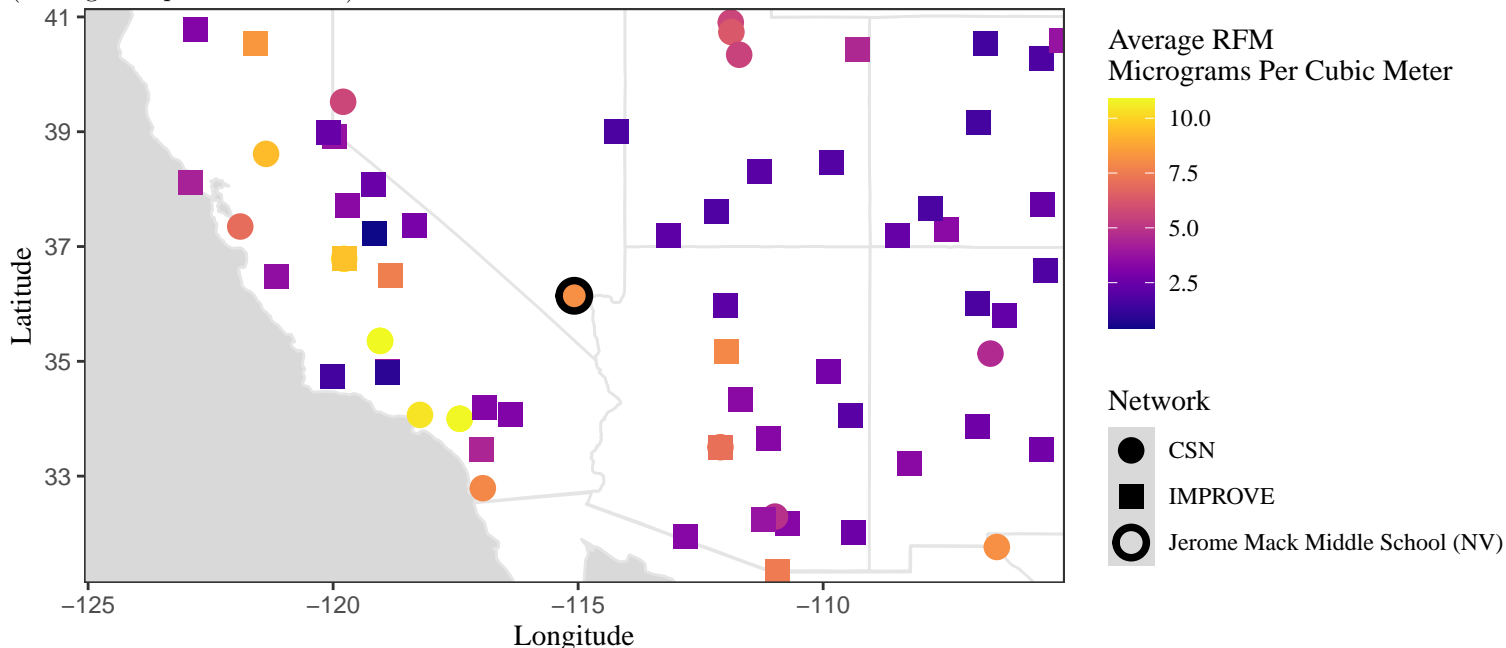 41
39
37
35
33
Latitude
−125
−120
−115
−110
Longitude
Average RFM
Micrograms Per Cubic Meter
10.0
7.5
5.0
2.5
Network
CSN
IMPROVE
Jerome Mack Middle School (NV)